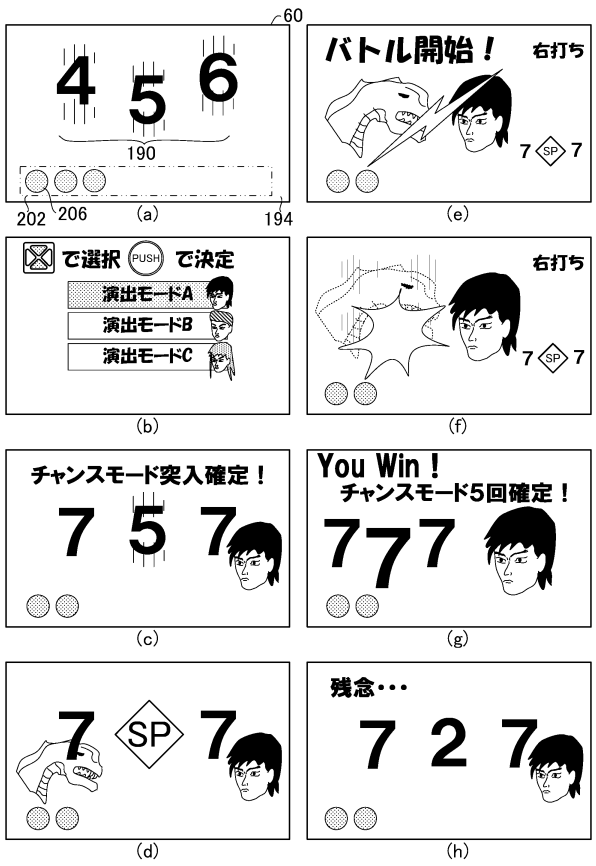 60
4 5 6
190
202 206 194
(a)
で選択 PUSH で決定
演出モードA
演出モードB
演出モードC
(b)
チャンスモード突入確定！
7 5 7
(c)
7 SP 7
(d)
バトル開始！ 右打ち
7 SP 7
(e)
右打ち
7 SP 7
(f)
You Win！
チャンスモード5回確定！
7 7 7
(g)
残念・・・
7 2 7
(h)